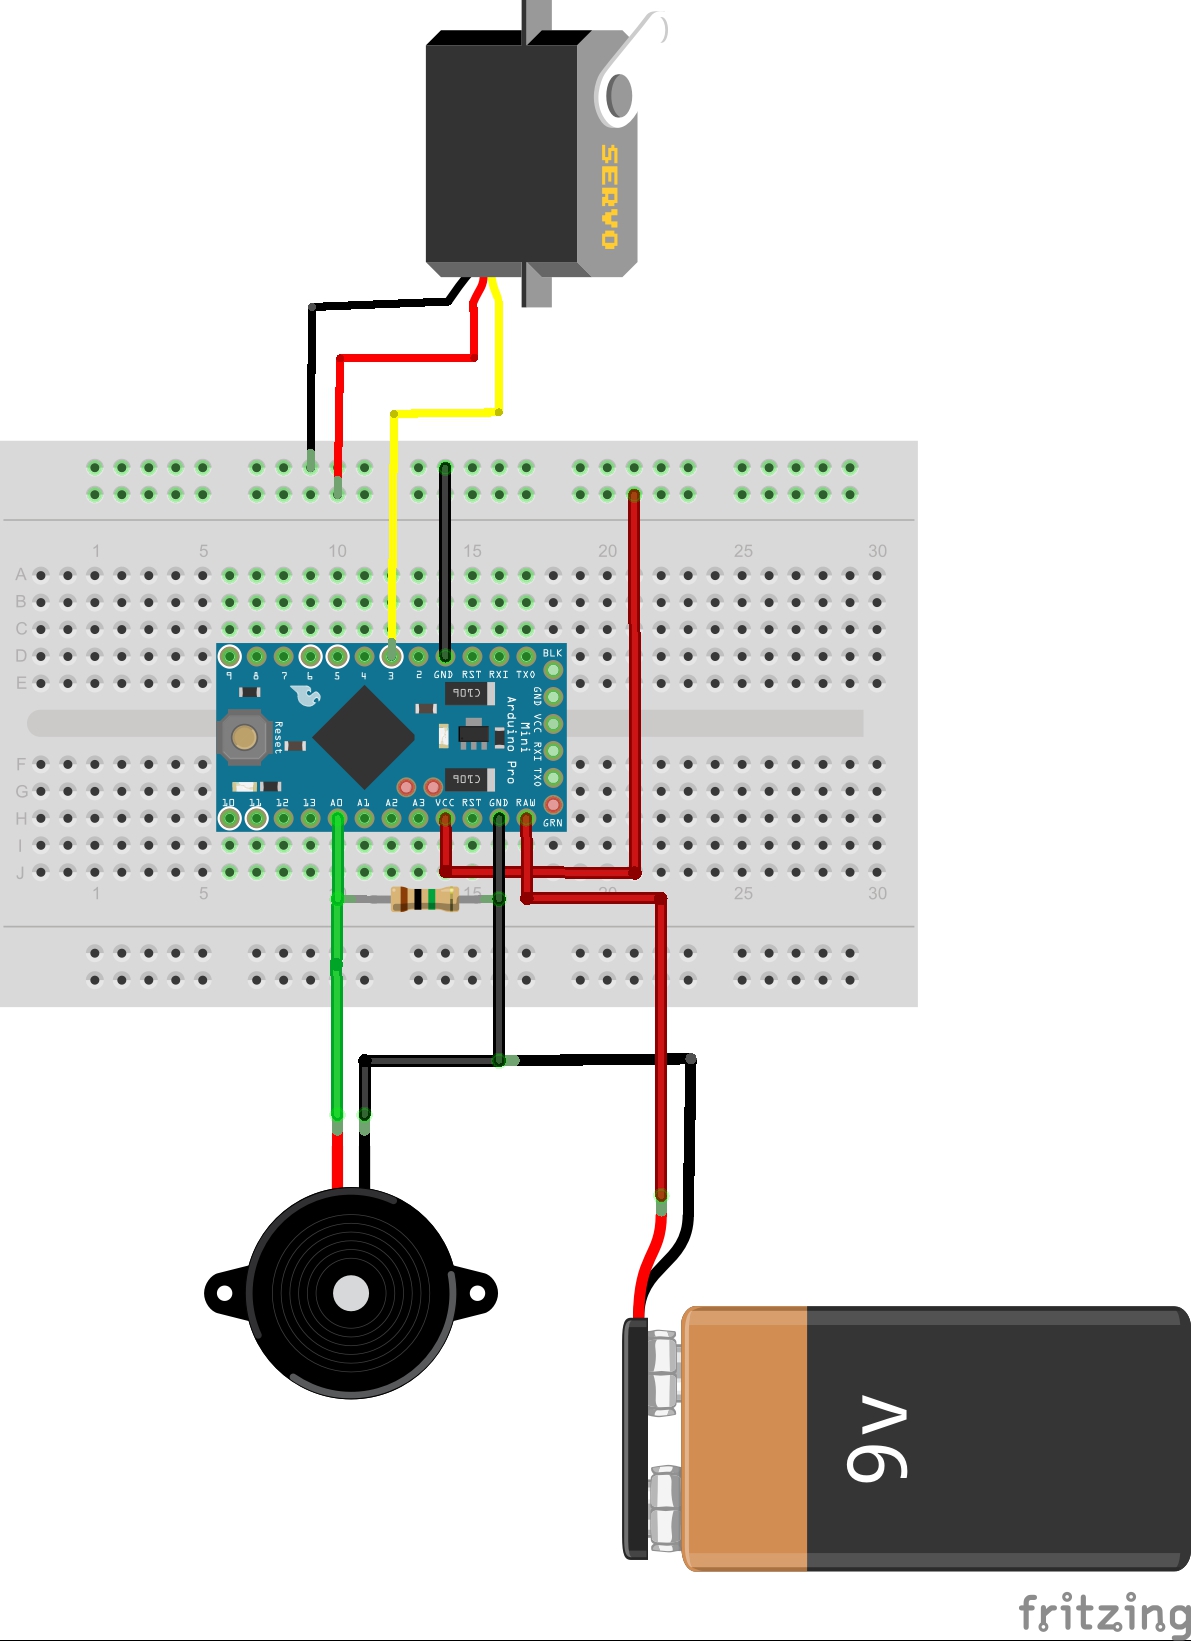 SERVO
1 5 10 15 20 25 30
A
B
C
D
E
BLK
9 8 7 6 5 4 3 2 GND RST RXI TXO
GND VCC RXI TXO
Reset
Arduino Pro
Mini
F
G
H
I
J
10 11 12 13 A0 A1 A2 A3 VCC RST GND RAW
GRN
1 5 10 25 30
9v
fritzing